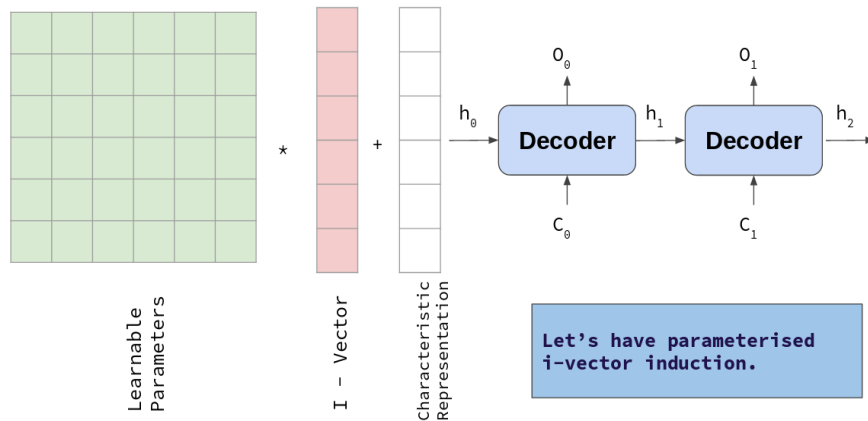 *
+
h0
Decoder
O0
C0
h1
Decoder
O1
C1
h2
Learnable
Parameters
I - Vector
Characteristic
Representation
Let's have parameterised
i-vector induction.